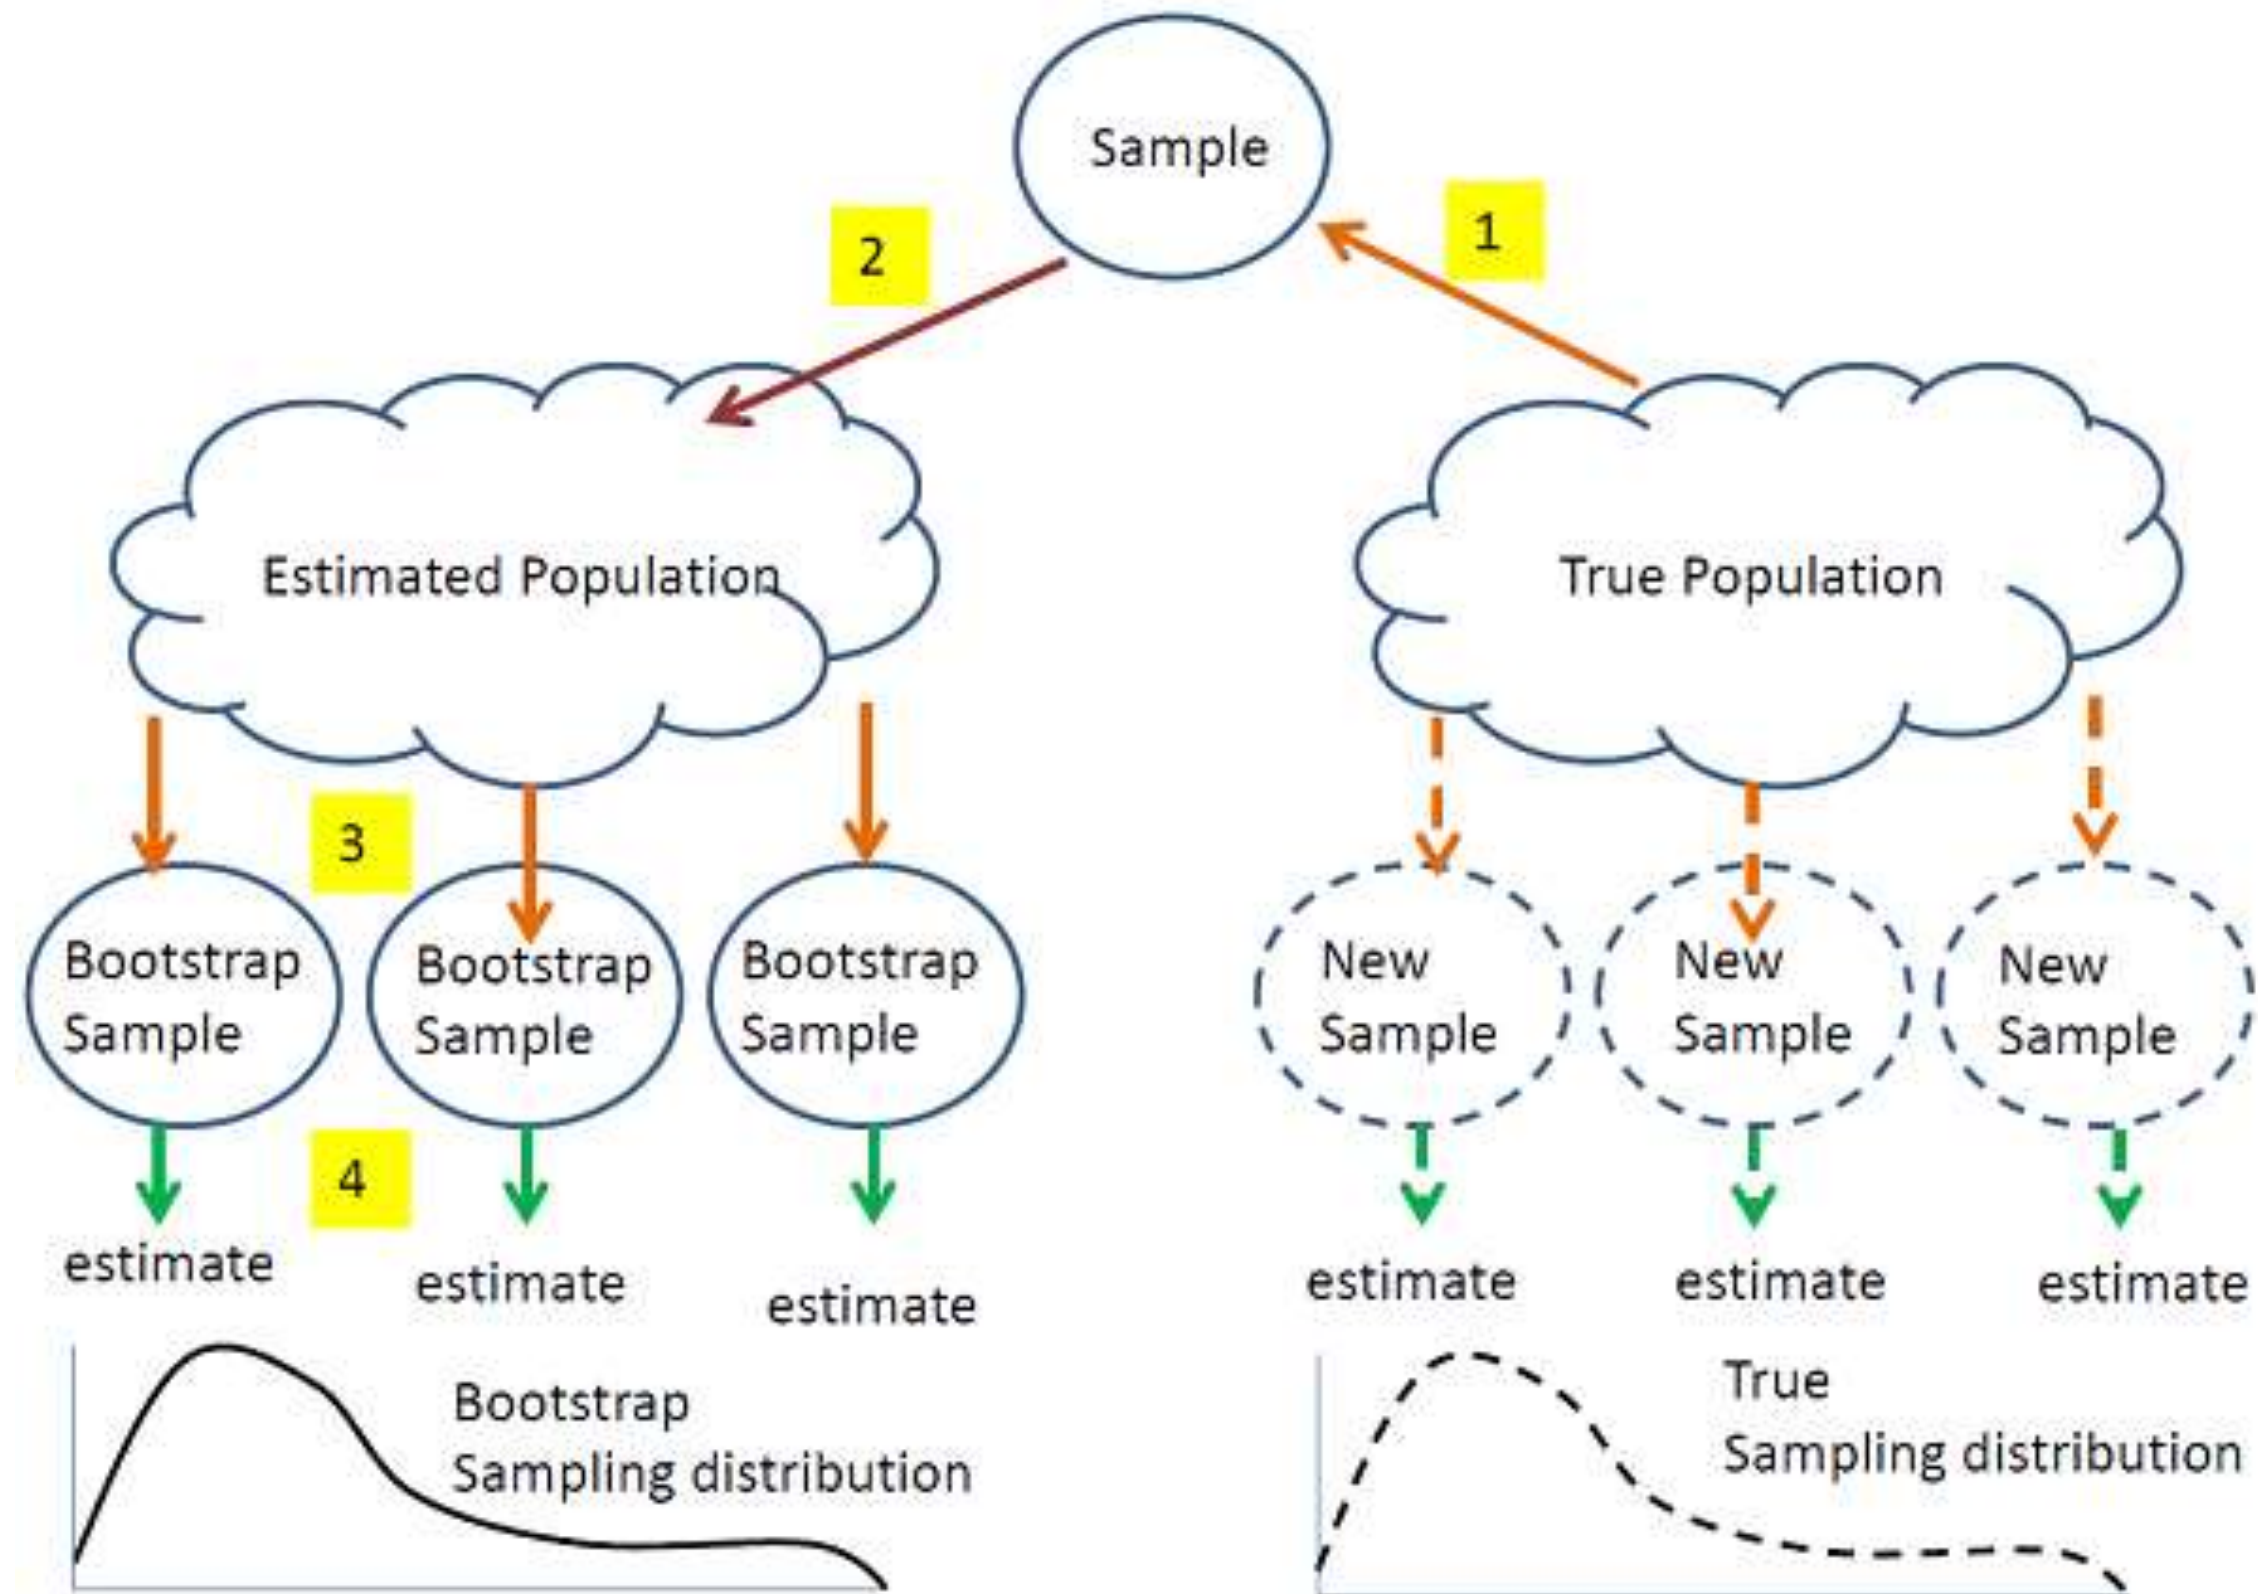 Sample
1
2
Estimated Population
True Population
3
Bootstrap
Sample
Bootstrap
Sample
Bootstrap
Sample
New
Sample
New
Sample
New
Sample
4
estimate
estimate
estimate
estimate
estimate
estimate
Bootstrap
Sampling distribution
True
Sampling distribution